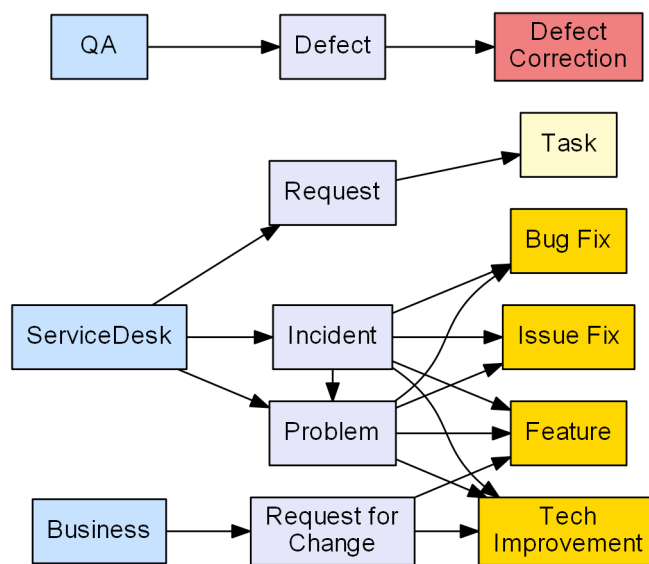 QA
Defect
Defect
Correction
Request
Task
Bug Fix
ServiceDesk
Incident
Issue Fix
Problem
Feature
Business
Request for
Change
Tech
Improvement